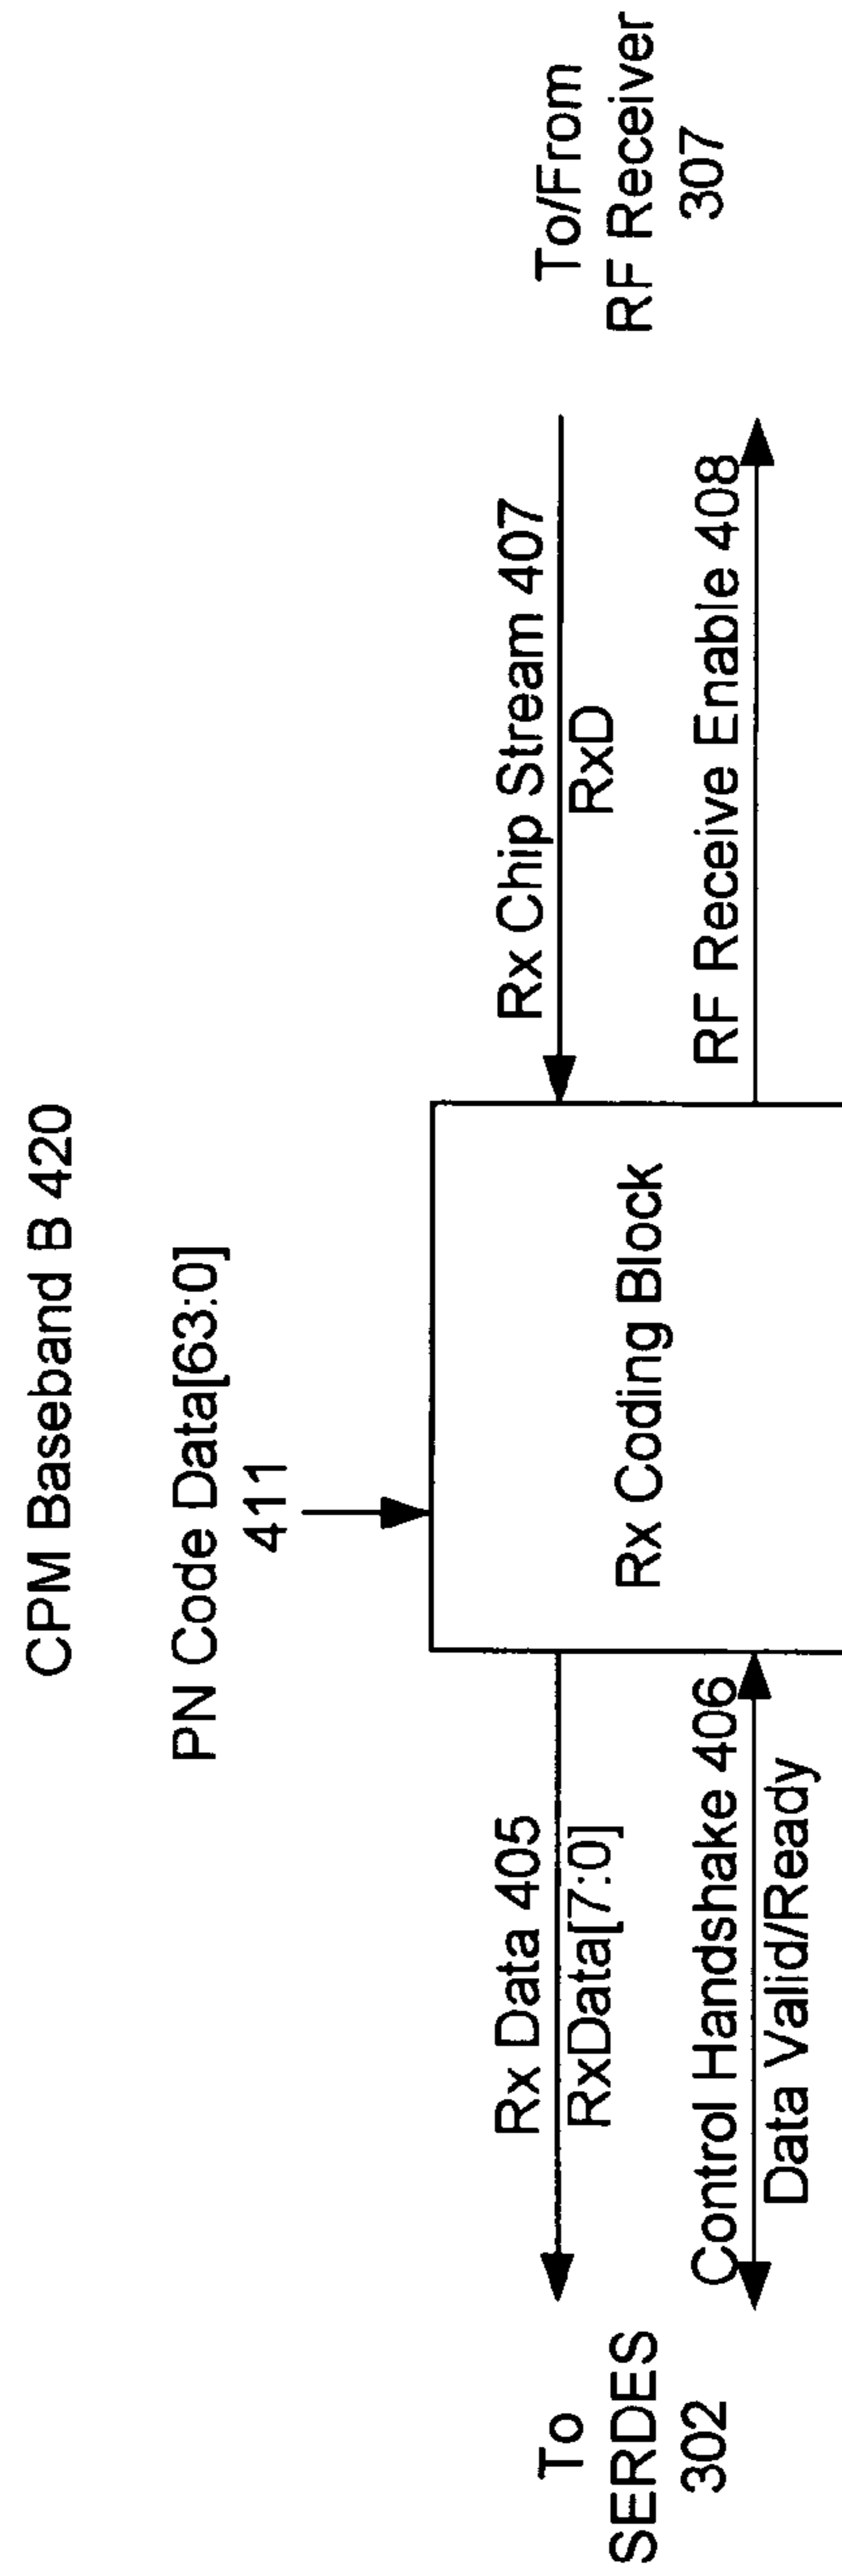 CPM Baseband B 420
PN Code Data[63:0]
411
Rx Data 405
RxData[7:0]
Rx Chip Stream 407
RxD
To
SERDES
302
Rx Coding Block
To/From
RF Receiver
307
Control Handshake 406
Data Valid/Ready
RF Receive Enable 408